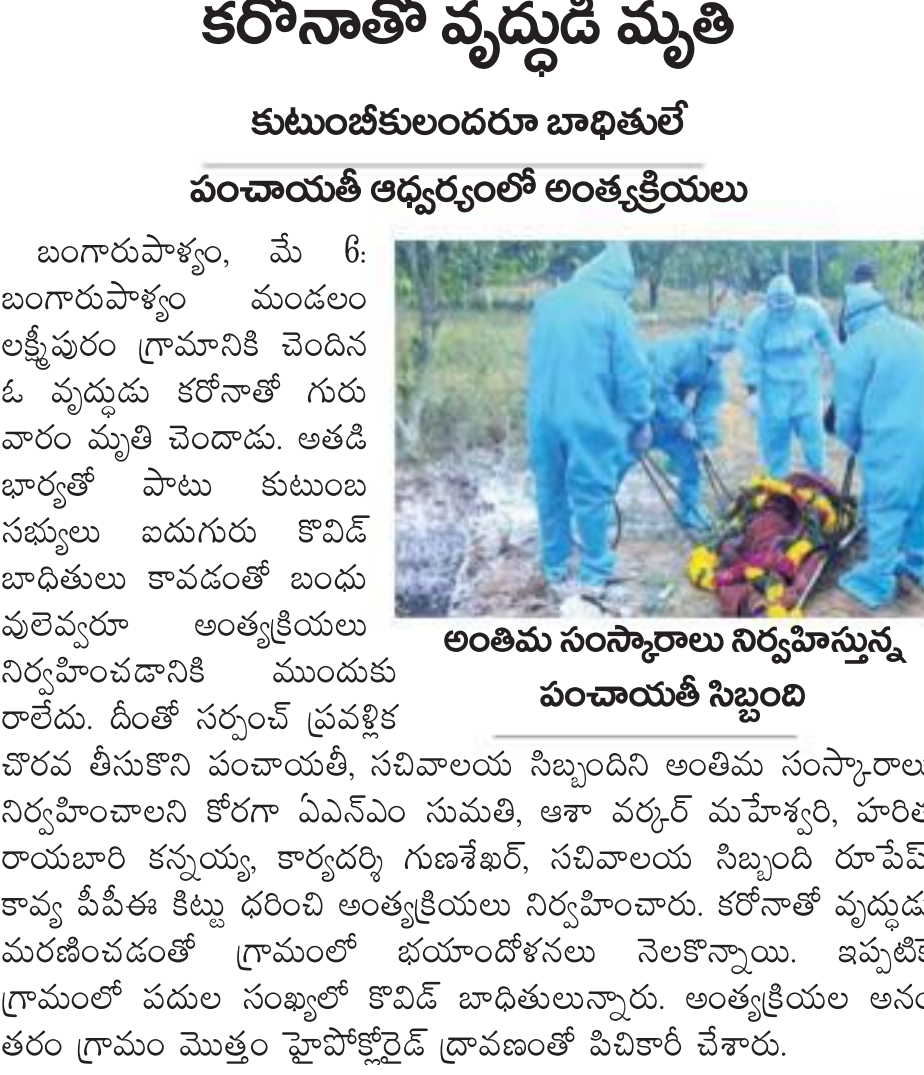 కరోనాతో వృద్ధుడి మృతి
కుటుంబీకులందరూ బాధితులే
పంచాయతీ ఆధ్వర్యంలో అంత్యక్రియలు
బంగారుపాళ్యం, మే 6:
బంగారుపాళ్యం మండలం
లక్ష్మీపురం గ్రామానికి చెందిన
ఓ వృద్ధుడు కరోనాతో గురు
వారం మృతి చెందాడు. అతడి
భార్యతో పాటు కుటుంబ
సభ్యులు ఐదుగురు కొవిడ్
బాధితులు కావడంతో బంధు
వులెవ్వరూ అంత్యక్రియలు
నిర్వహించడానికి ముందుకు
రాలేదు. దీంతో సర్పంచ్ ప్రవళ్లిక
అంతిమ సంస్కారాలు నిర్వహిస్తున్న
పంచాయతీ సిబ్బంది
చొరవ తీసుకొని పంచాయతీ, సచివాలయ సిబ్బందిని అంతిమ సంస్కారాలు
నిర్వహించాలని కోరగా ఏఎన్ఎం సుమతి, ఆశా వర్కర్ మహేశ్వరి, హరిత
రాయబారి కన్నయ్య, కార్యదర్శి గుణశేఖర్, సచివాలయ సిబ్బంది రూపేష్
కావ్య పీపీఈ కిట్లు ధరించి అంత్యక్రియలు నిర్వహించారు. కరోనాతో వృద్ధుడు
మరణించడంతో గ్రామంలో భయాందోళనలు నెలకొన్నాయి. ఇప్పటికే
గ్రామంలో పదుల సంఖ్యలో కొవిడ్ బాధితులున్నారు. అంత్యక్రియల అనం
తరం గ్రామం మొత్తం హైపోక్లోరైడ్ ద్రావణంతో పిచికారీ చేశారు.